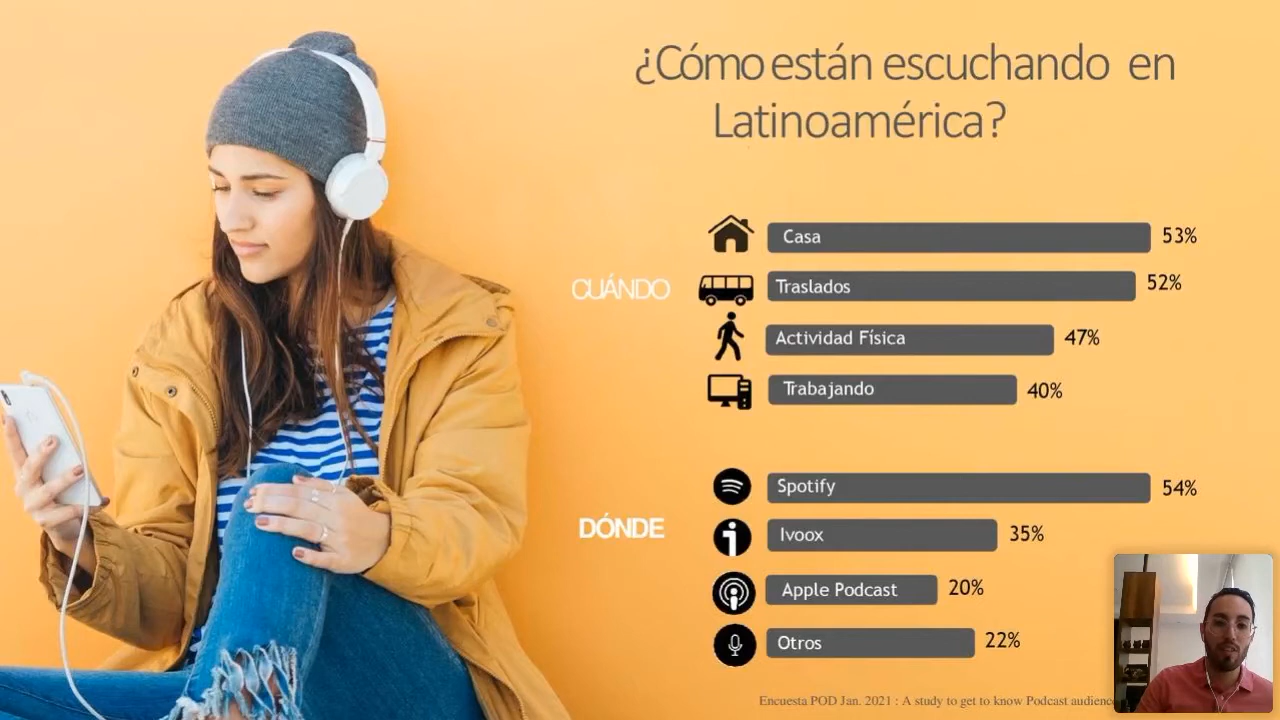 ¿Cómo están escuchando en
Latinoamérica?
CUÁNDO
Casa 53%
Traslados 52%
Actividad Física 47%
Trabajando 40%
DÓNDE
Spotify 54%
Ivoox 35%
Apple Podcast 20%
Otros 22%
Encuesta POD Jan. 2021 : A study to get to know Podcast